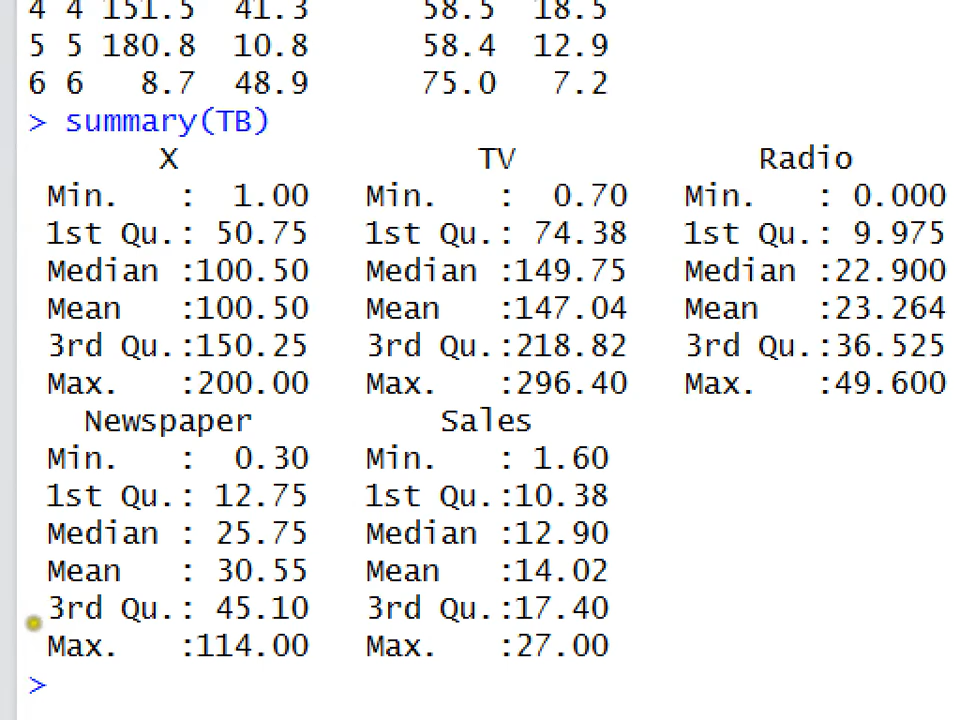 4 4 151.5 41.3 58.5 18.5
5 5 180.8 10.8 58.4 12.9
6 6 8.7 48.9 75.0 7.2
> summary(TB)
X TV Radio
Min. : 1.00 Min. : 0.70 Min. : 0.000
1st Qu.: 50.75 1st Qu.: 74.38 1st Qu.: 9.975
Median :100.50 Median :149.75 Median :22.900
Mean :100.50 Mean :147.04 Mean :23.264
3rd Qu.:150.25 3rd Qu.:218.82 3rd Qu.:36.525
Max. :200.00 Max. :296.40 Max. :49.600
Newspaper Sales
Min. : 0.30 Min. : 1.60
1st Qu.: 12.75 1st Qu.:10.38
Median : 25.75 Median :12.90
Mean : 30.55 Mean :14.02
3rd Qu.: 45.10 3rd Qu.:17.40
Max. :114.00 Max. :27.00
>